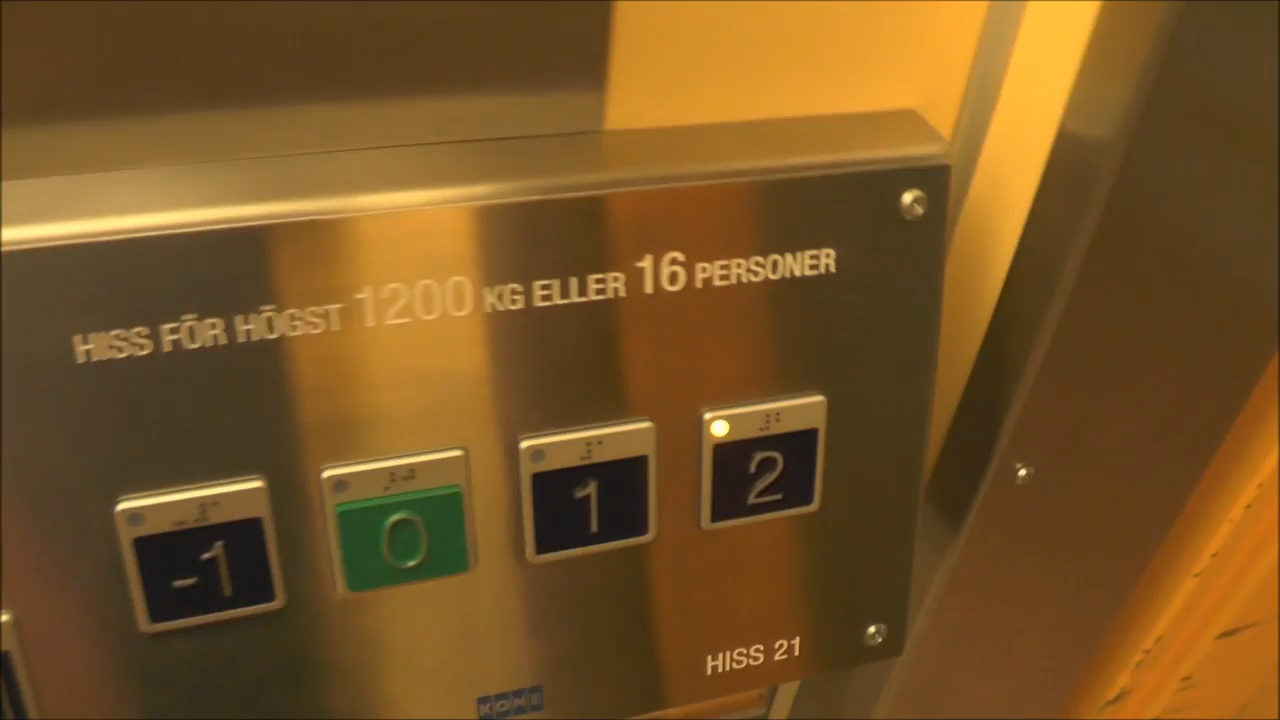 HISS FÖR HÖGST 1200 KG ELLER 16 PERSONER
-1 0 1 2
HISS 21
KONE